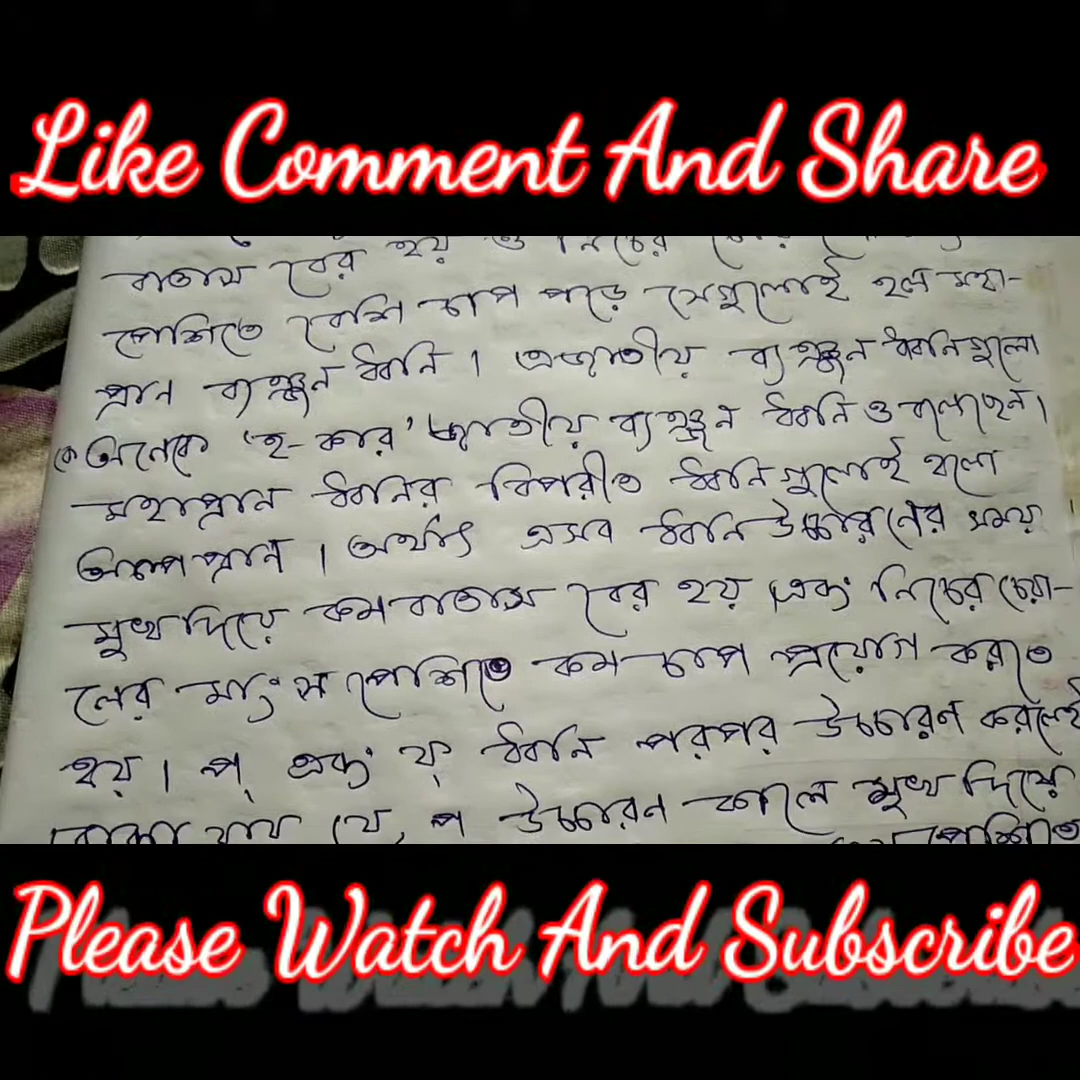 Like Comment And Share
বাতাস বের হয় ও নিচের
পেশিতে বেশি চাপ পড়ে সেগুলোই হল মহা-
প্রান ব্যঞ্জন ধ্বনি । এজাতীয় ব্যঞ্জন ধ্বনিগুলো
কে অনেকে 'হ-কার' জাতীয় ব্যঞ্জন ধ্বনি ও বলেছেন।
মহাপ্রান ধ্বনির বিপরীত ধ্বনিগুলোই হলো
অল্পপ্রান । অর্থাৎ এসব ধ্বনি উচ্চারনের সময়
মুখ দিয়ে কম বাতাস বের হয় এবং নিচের চোয়া-
লের মাংস পেশিতে কম চাপ প্রয়োগ করতে
হয় । প্ এবং ফ্ ধ্বনি পরপর উচ্চারন করলেই
বোঝা যায় যে, প উচ্চারন কালে মুখ দিয়ে
পেশিতে
Please Watch And Subscribe